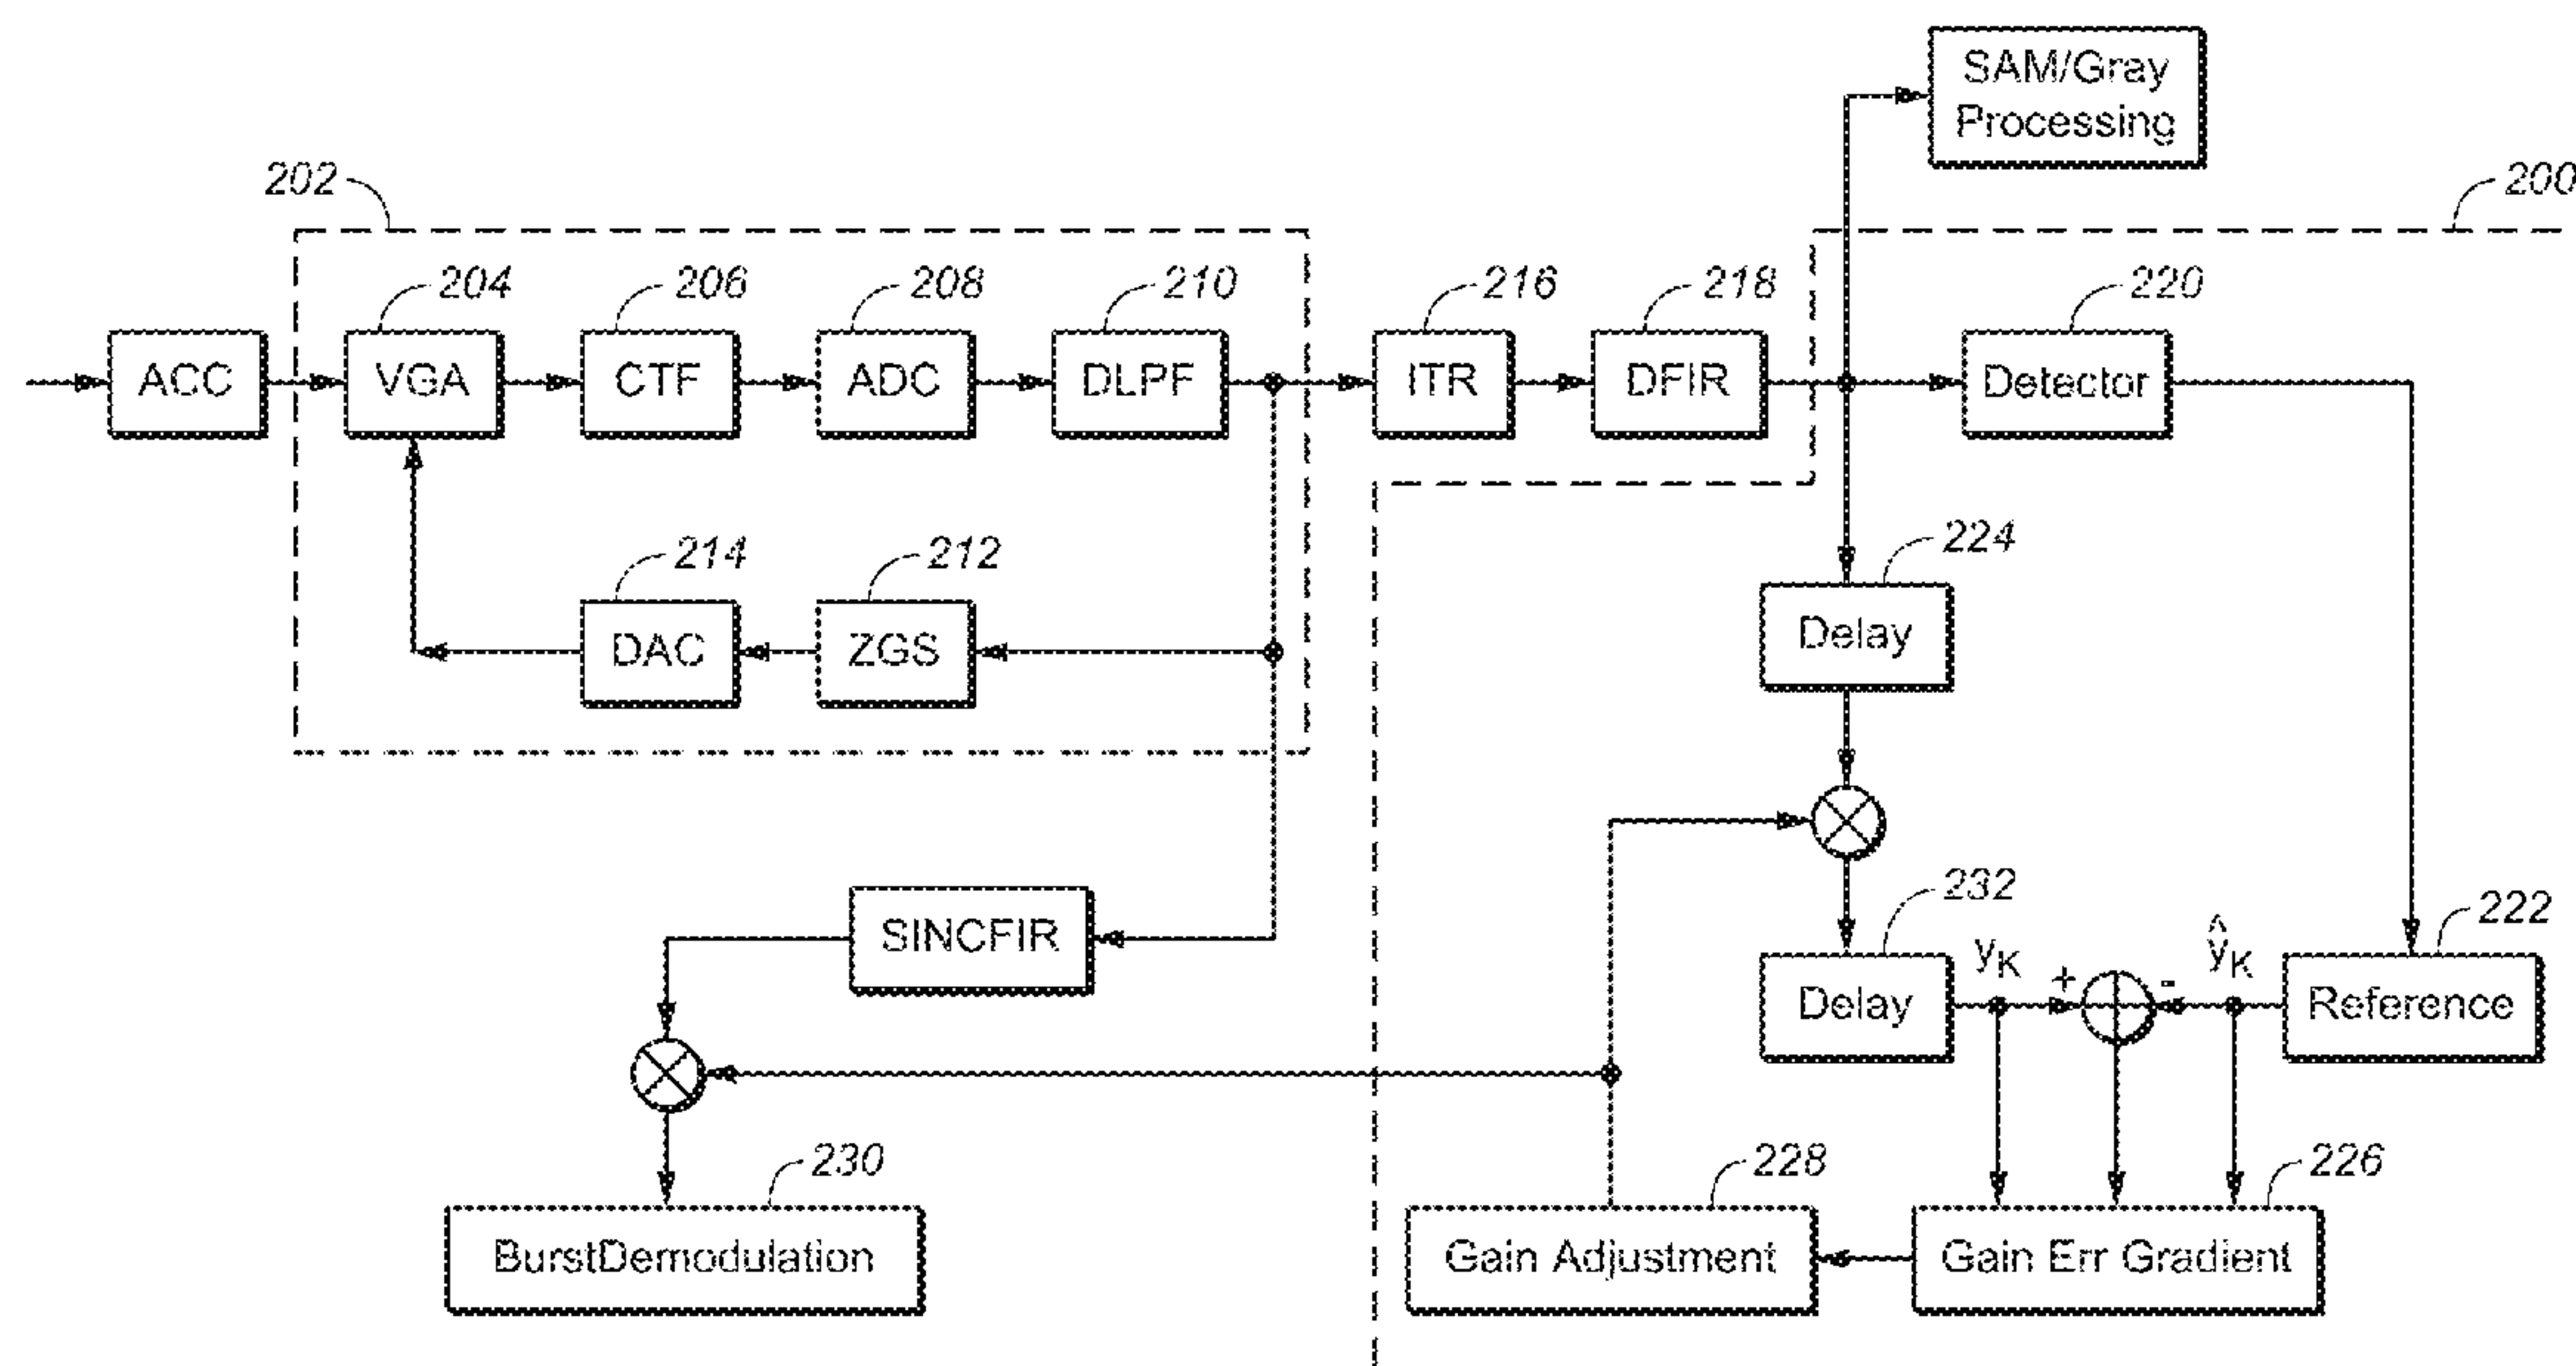 SAM/Gray
Processing
202
200
204
206
208
210
216
218
220
ACC
VGA
CTF
ADC
DLPF
ITR
DFIR
Detector
214
212
224
DAC
ZGS
Delay
232
222
SINCFIR
Delay
yK
+
-
ŷK
Reference
230
228
226
BurstDemodulation
Gain Adjustment
Gain Err Gradient